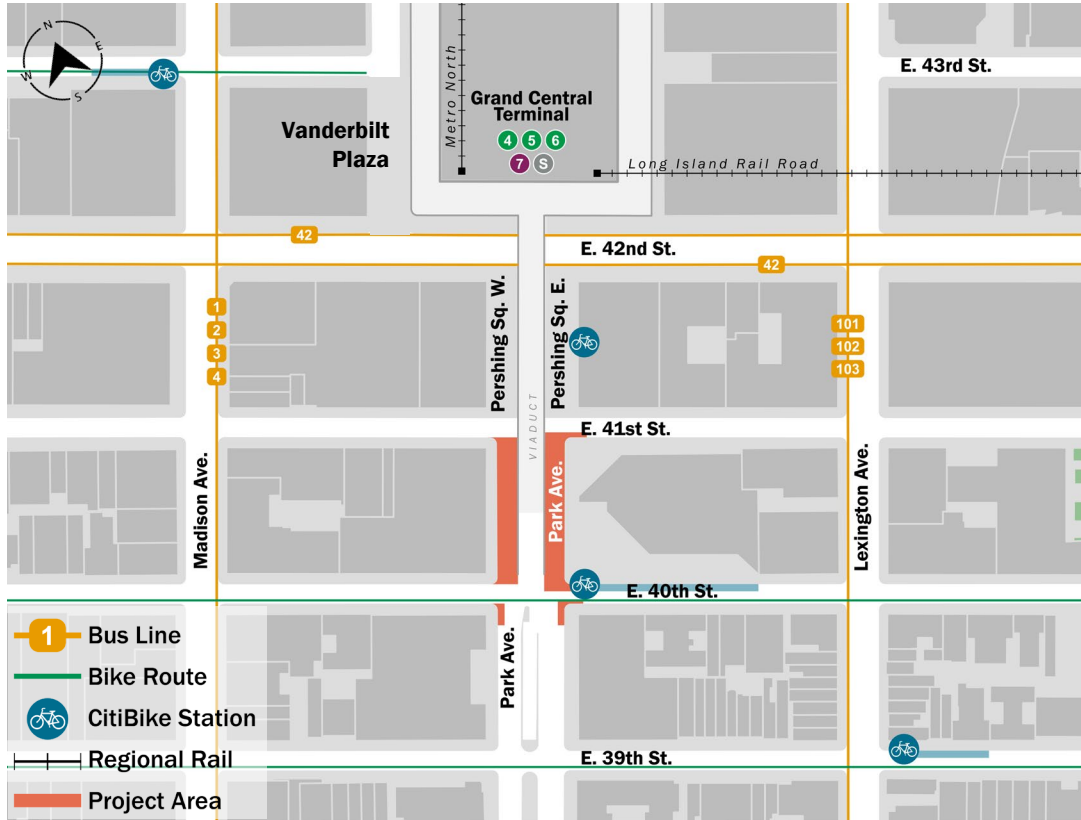 N
E
S
W
E. 43rd St.
Metro North
Grand Central
Terminal
4 5 6
7 S
Vanderbilt
Plaza
Long Island Rail Road
42
E. 42nd St.
42
1
2
3
4
Pershing Sq. W.
Pershing Sq. E.
101
102
103
VIADUCT
E. 41st St.
Madison Ave.
Park Ave.
Lexington Ave.
E. 40th St.
Park Ave.
E. 39th St.
1 Bus Line
Bike Route
CitiBike Station
Regional Rail
Project Area